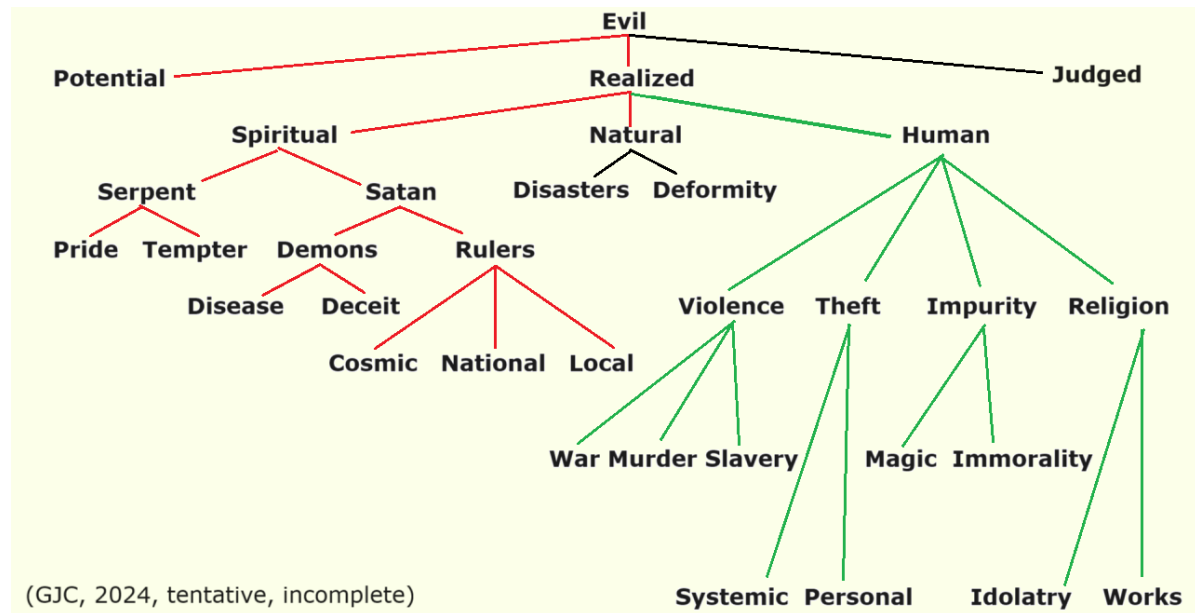 Evil
Potential Realized Judged
Spiritual Natural Human
Serpent Satan Disasters Deformity
Pride Tempter Demons Rulers
Disease Deceit Violence Theft Impurity Religion
Cosmic National Local
War Murder Slavery Magic Immorality
(GJC, 2024, tentative, incomplete) Systemic Personal Idolatry Works